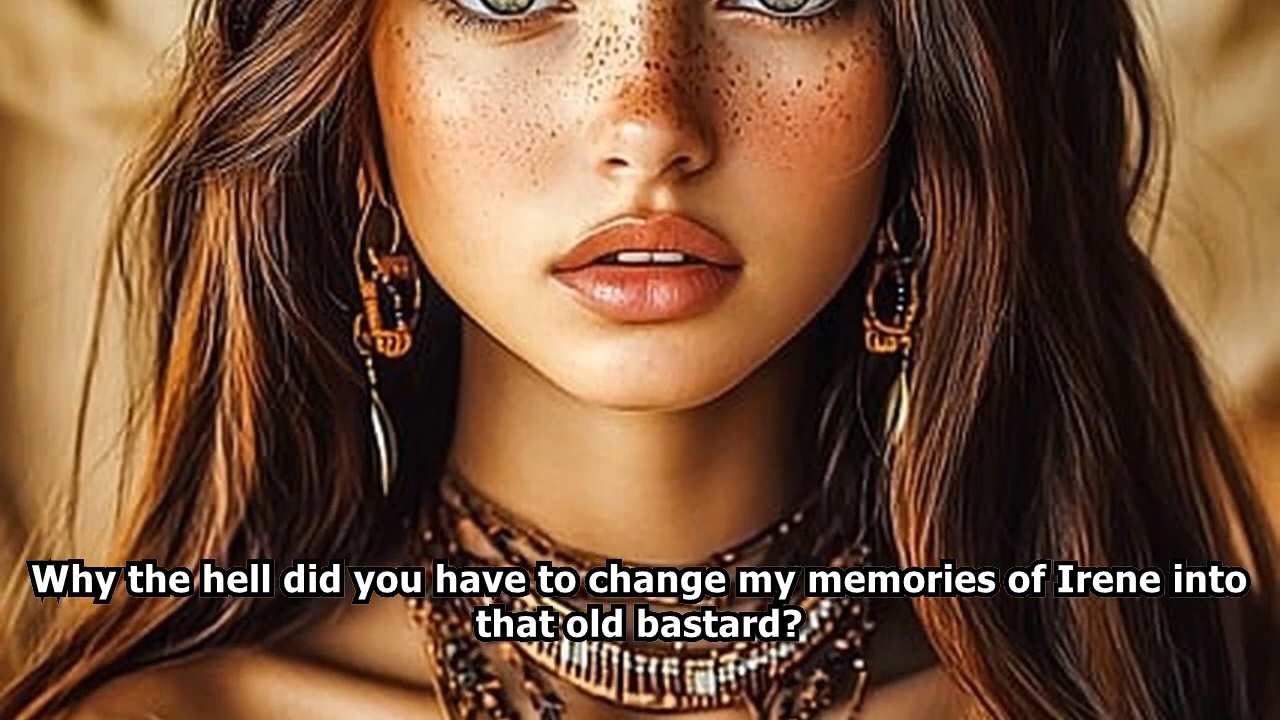 Why the hell did you have to change my memories of Irene into
that old bastard?